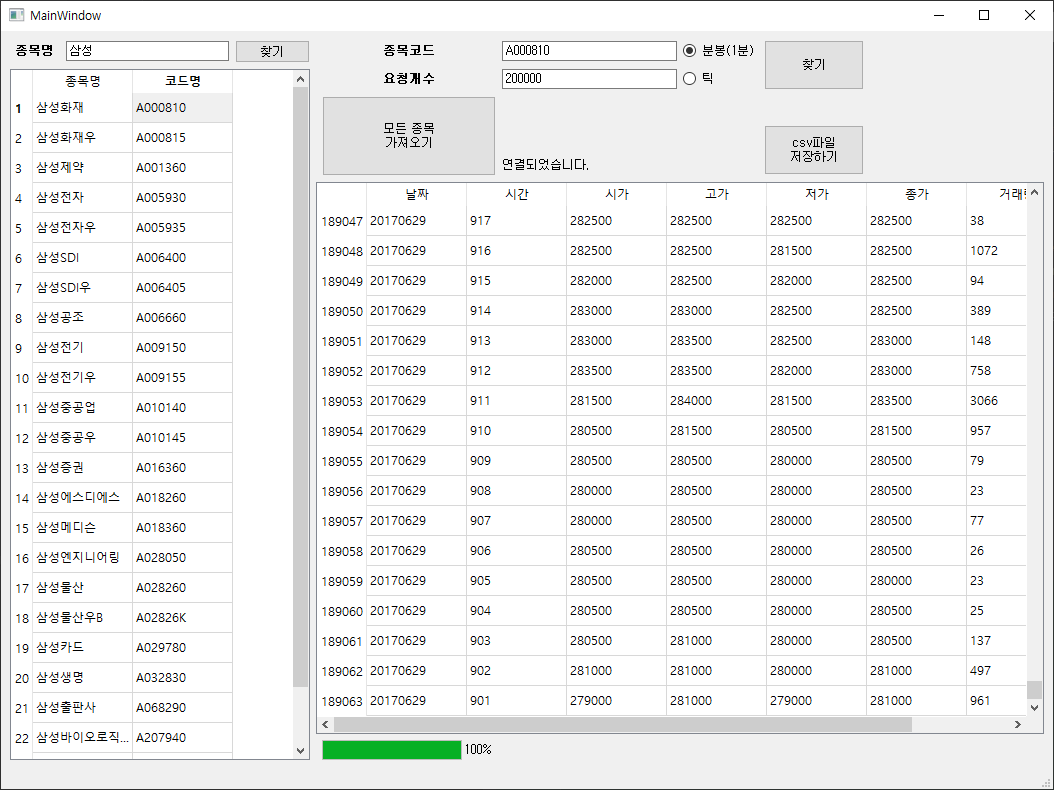 MainWindow
종목명 삼성 찾기
종목코드 A000810 분봉(1분) 찾기
요청개수 200000 틱
모든 종목
가져오기
연결되었습니다.
csv파일
저장하기
종목명 코드명
1 삼성화재 A000810
2 삼성화재우 A000815
3 삼성제약 A001360
4 삼성전자 A005930
5 삼성전자우 A005935
6 삼성SDI A006400
7 삼성SDI우 A006405
8 삼성공조 A006660
9 삼성전기 A009150
10 삼성전기우 A009155
11 삼성중공업 A010140
12 삼성중공우 A010145
13 삼성증권 A016360
14 삼성에스디에스 A018260
15 삼성메디슨 A018360
16 삼성엔지니어링 A028050
17 삼성물산 A028260
18 삼성물산우B A02826K
19 삼성카드 A029780
20 삼성생명 A032830
21 삼성출판사 A068290
22 삼성바이오로직... A207940
날짜 시간 시가 고가 저가 종가
189047 20170629 917 282500 282500 282500 282500 38
189048 20170629 916 282500 282500 281500 282500 1072
189049 20170629 915 282000 282500 282000 282500 94
189050 20170629 914 283000 283000 282500 282500 389
189051 20170629 913 283000 283500 282500 283000 148
189052 20170629 912 283500 283500 282000 283000 758
189053 20170629 911 281500 284000 281500 283500 3066
189054 20170629 910 280500 281500 280500 281500 957
189055 20170629 909 280500 280500 280000 280500 79
189056 20170629 908 280000 280500 280000 280500 23
189057 20170629 907 280000 280500 280000 280500 77
189058 20170629 906 280500 280500 280000 280500 26
189059 20170629 905 280500 280500 280000 280000 23
189060 20170629 904 280500 280500 280000 280500 25
189061 20170629 903 280500 281000 280000 280500 137
189062 20170629 902 281000 281000 280000 281000 497
189063 20170629 901 279000 281000 279000 281000 961
100%